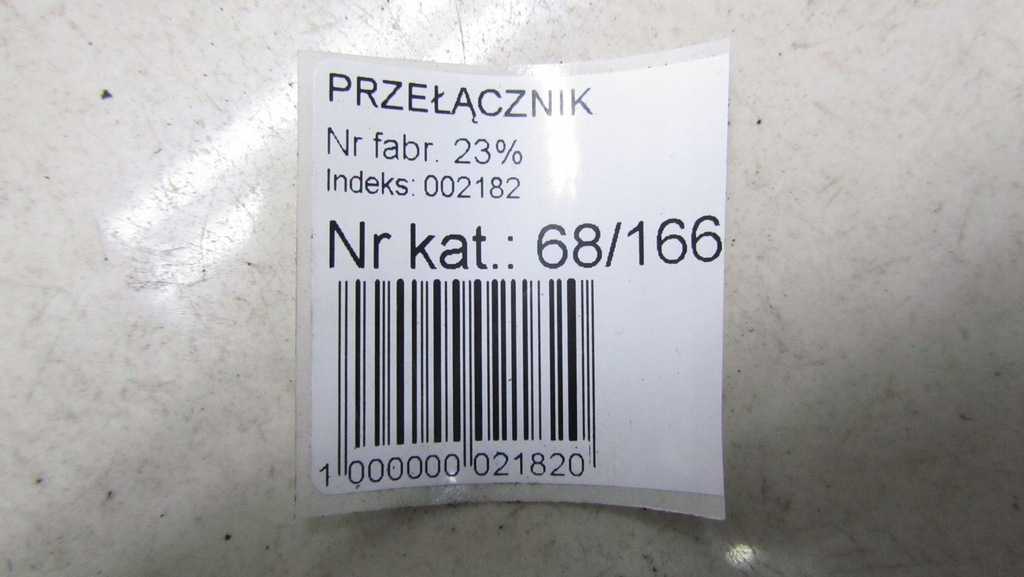 PRZEŁĄCZNIK
Nr fabr. 23%
Indeks: 002182
Nr kat.: 68/166
1 000000 021820